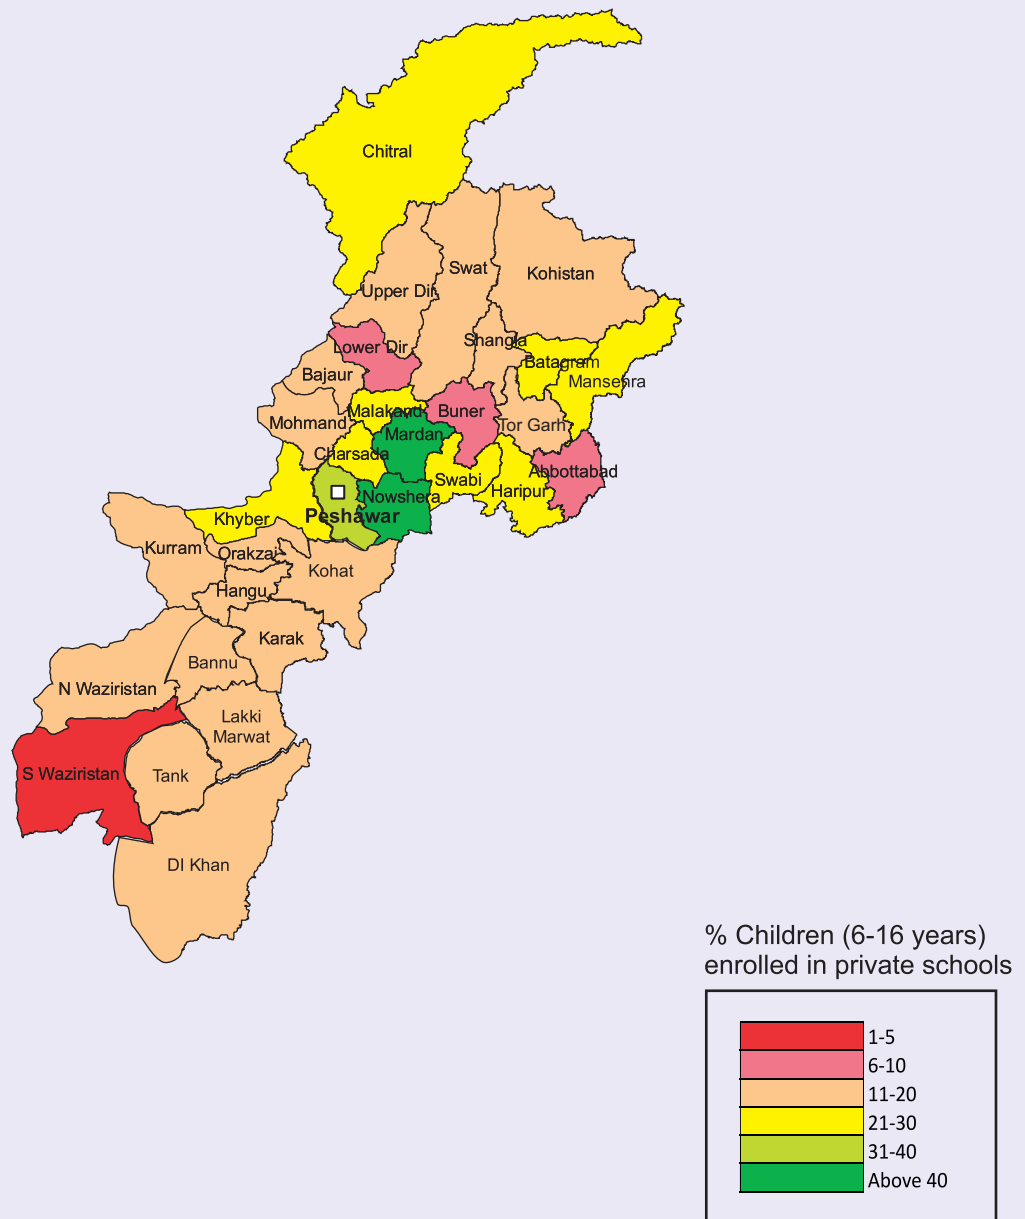 Chitral
Swat
Kohistan
Upper Dir
Shangla
Lower Dir
Batagram
Bajaur
Mansehra
Malakand
Buner
Mohmand
Tor Garh
Mardan
Charsada
Abbottabad
Swabi
Haripur
Nowshera
Peshawar
Khyber
Kurram
Orakzai
Kohat
Hangu
Karak
Bannu
N Waziristan
Lakki
Marwat
S Waziristan
Tank
DI Khan
% Children (6-16 years)
enrolled in private schools
1-5
6-10
11-20
21-30
31-40
Above 40